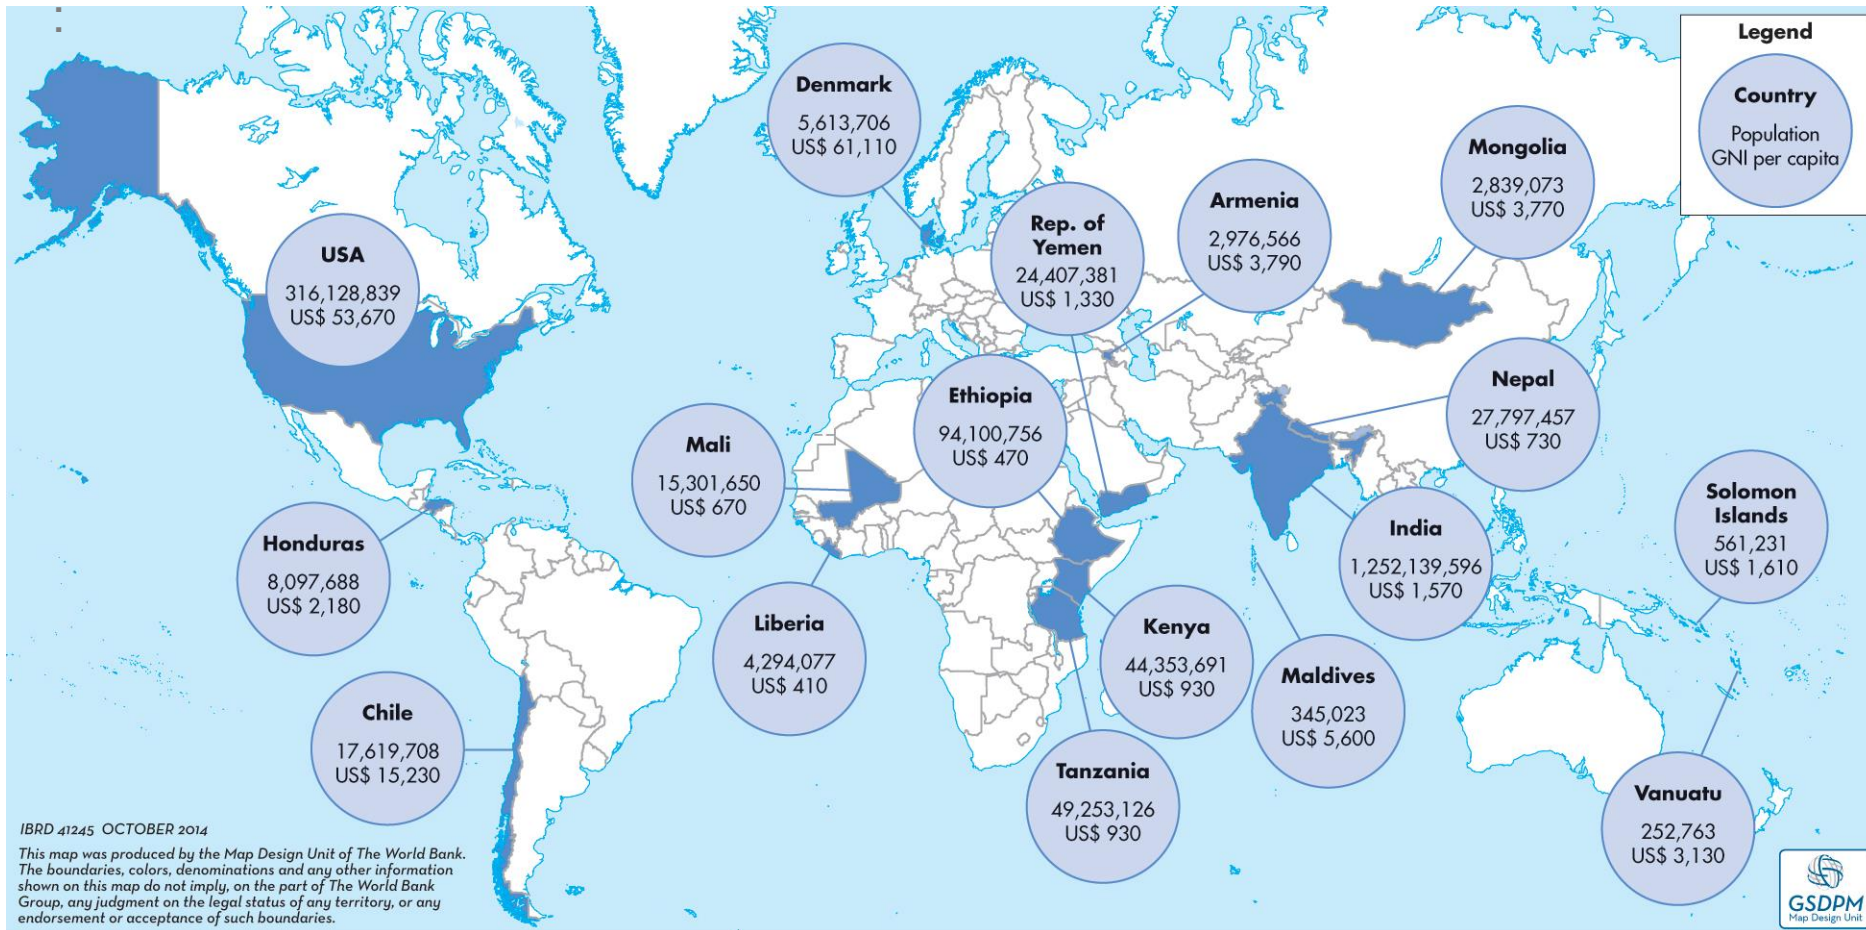 Legend
Country
Population
GNI per capita
Denmark
5,613,706
US$ 61,110
Mongolia
2,839,073
US$ 3,770
Armenia
2,976,566
US$ 3,790
Rep. of
Yemen
24,407,381
US$ 1,330
USA
316,128,839
US$ 53,670
Nepal
27,797,457
US$ 730
Ethiopia
94,100,756
US$ 470
Mali
15,301,650
US$ 670
Solomon
Islands
561,231
US$ 1,610
India
1,252,139,596
US$ 1,570
Honduras
8,097,688
US$ 2,180
Liberia
4,294,077
US$ 410
Kenya
44,353,691
US$ 930
Maldives
345,023
US$ 5,600
Chile
17,619,708
US$ 15,230
Tanzania
49,253,126
US$ 930
Vanuatu
252,763
US$ 3,130
IBRD 41245 OCTOBER 2014
This map was produced by the Map Design Unit of The World Bank.
The boundaries, colors, denominations and any other information
shown on this map do not imply, on the part of The World Bank
Group, any judgment on the legal status of any territory, or any
endorsement or acceptance of such boundaries.
GSDPM
Map Design Unit